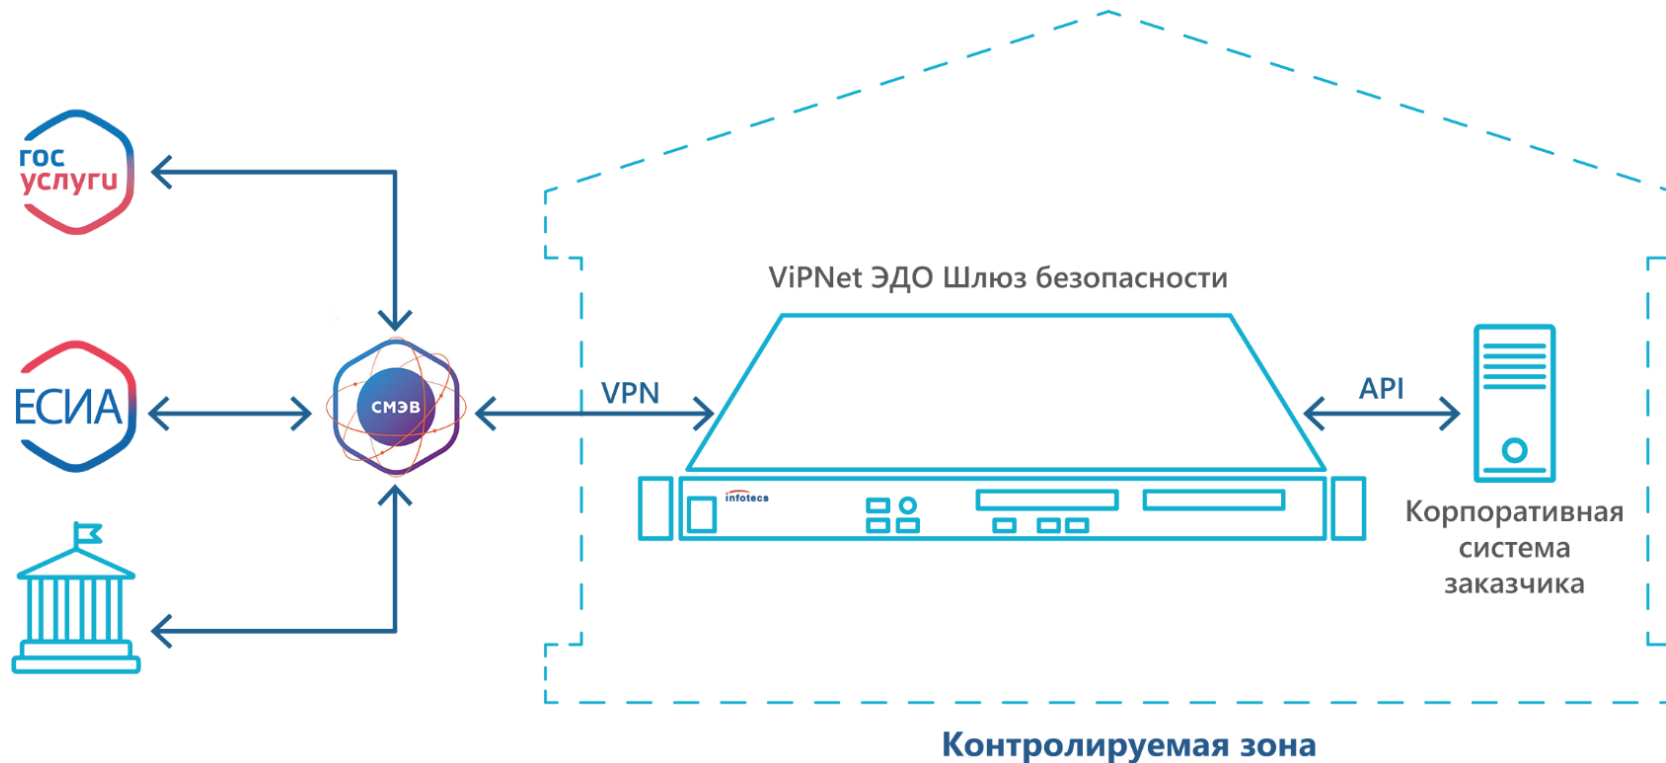 гос
услуги
ЕСИА
СМЭВ
VPN
ViPNet ЭДО Шлюз безопасности
infotecs
API
Корпоративная
система
заказчика
Контролируемая зона